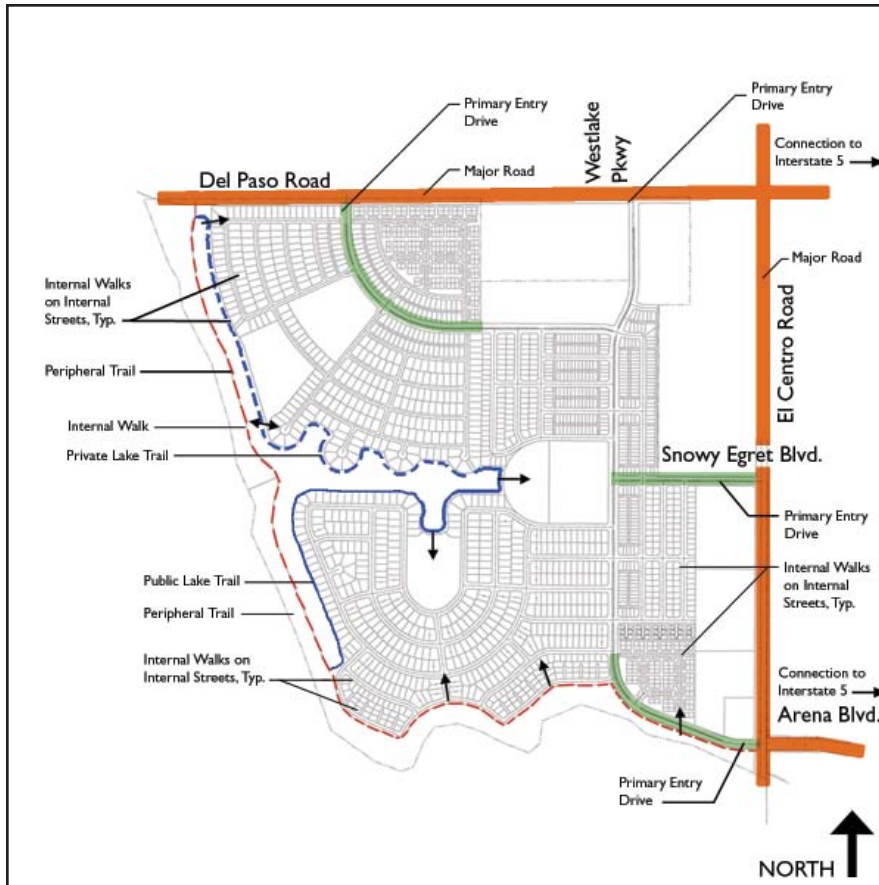 Primary Entry
Drive
Westlake
Pkwy
Primary Entry
Drive
Connection to
Interstate 5
Del Paso Road
Major Road
Major Road
El Centro Road
Internal Walks
on Internal
Streets, Typ.
Peripheral Trail
Internal Walk
Private Lake Trail
Snowy Egret Blvd.
Primary Entry
Drive
Internal Walks
on Internal
Streets, Typ.
Public Lake Trail
Peripheral Trail
Internal Walks on
Internal Streets, Typ.
Connection to
Interstate 5
Arena Blvd.
Primary Entry
Drive
NORTH